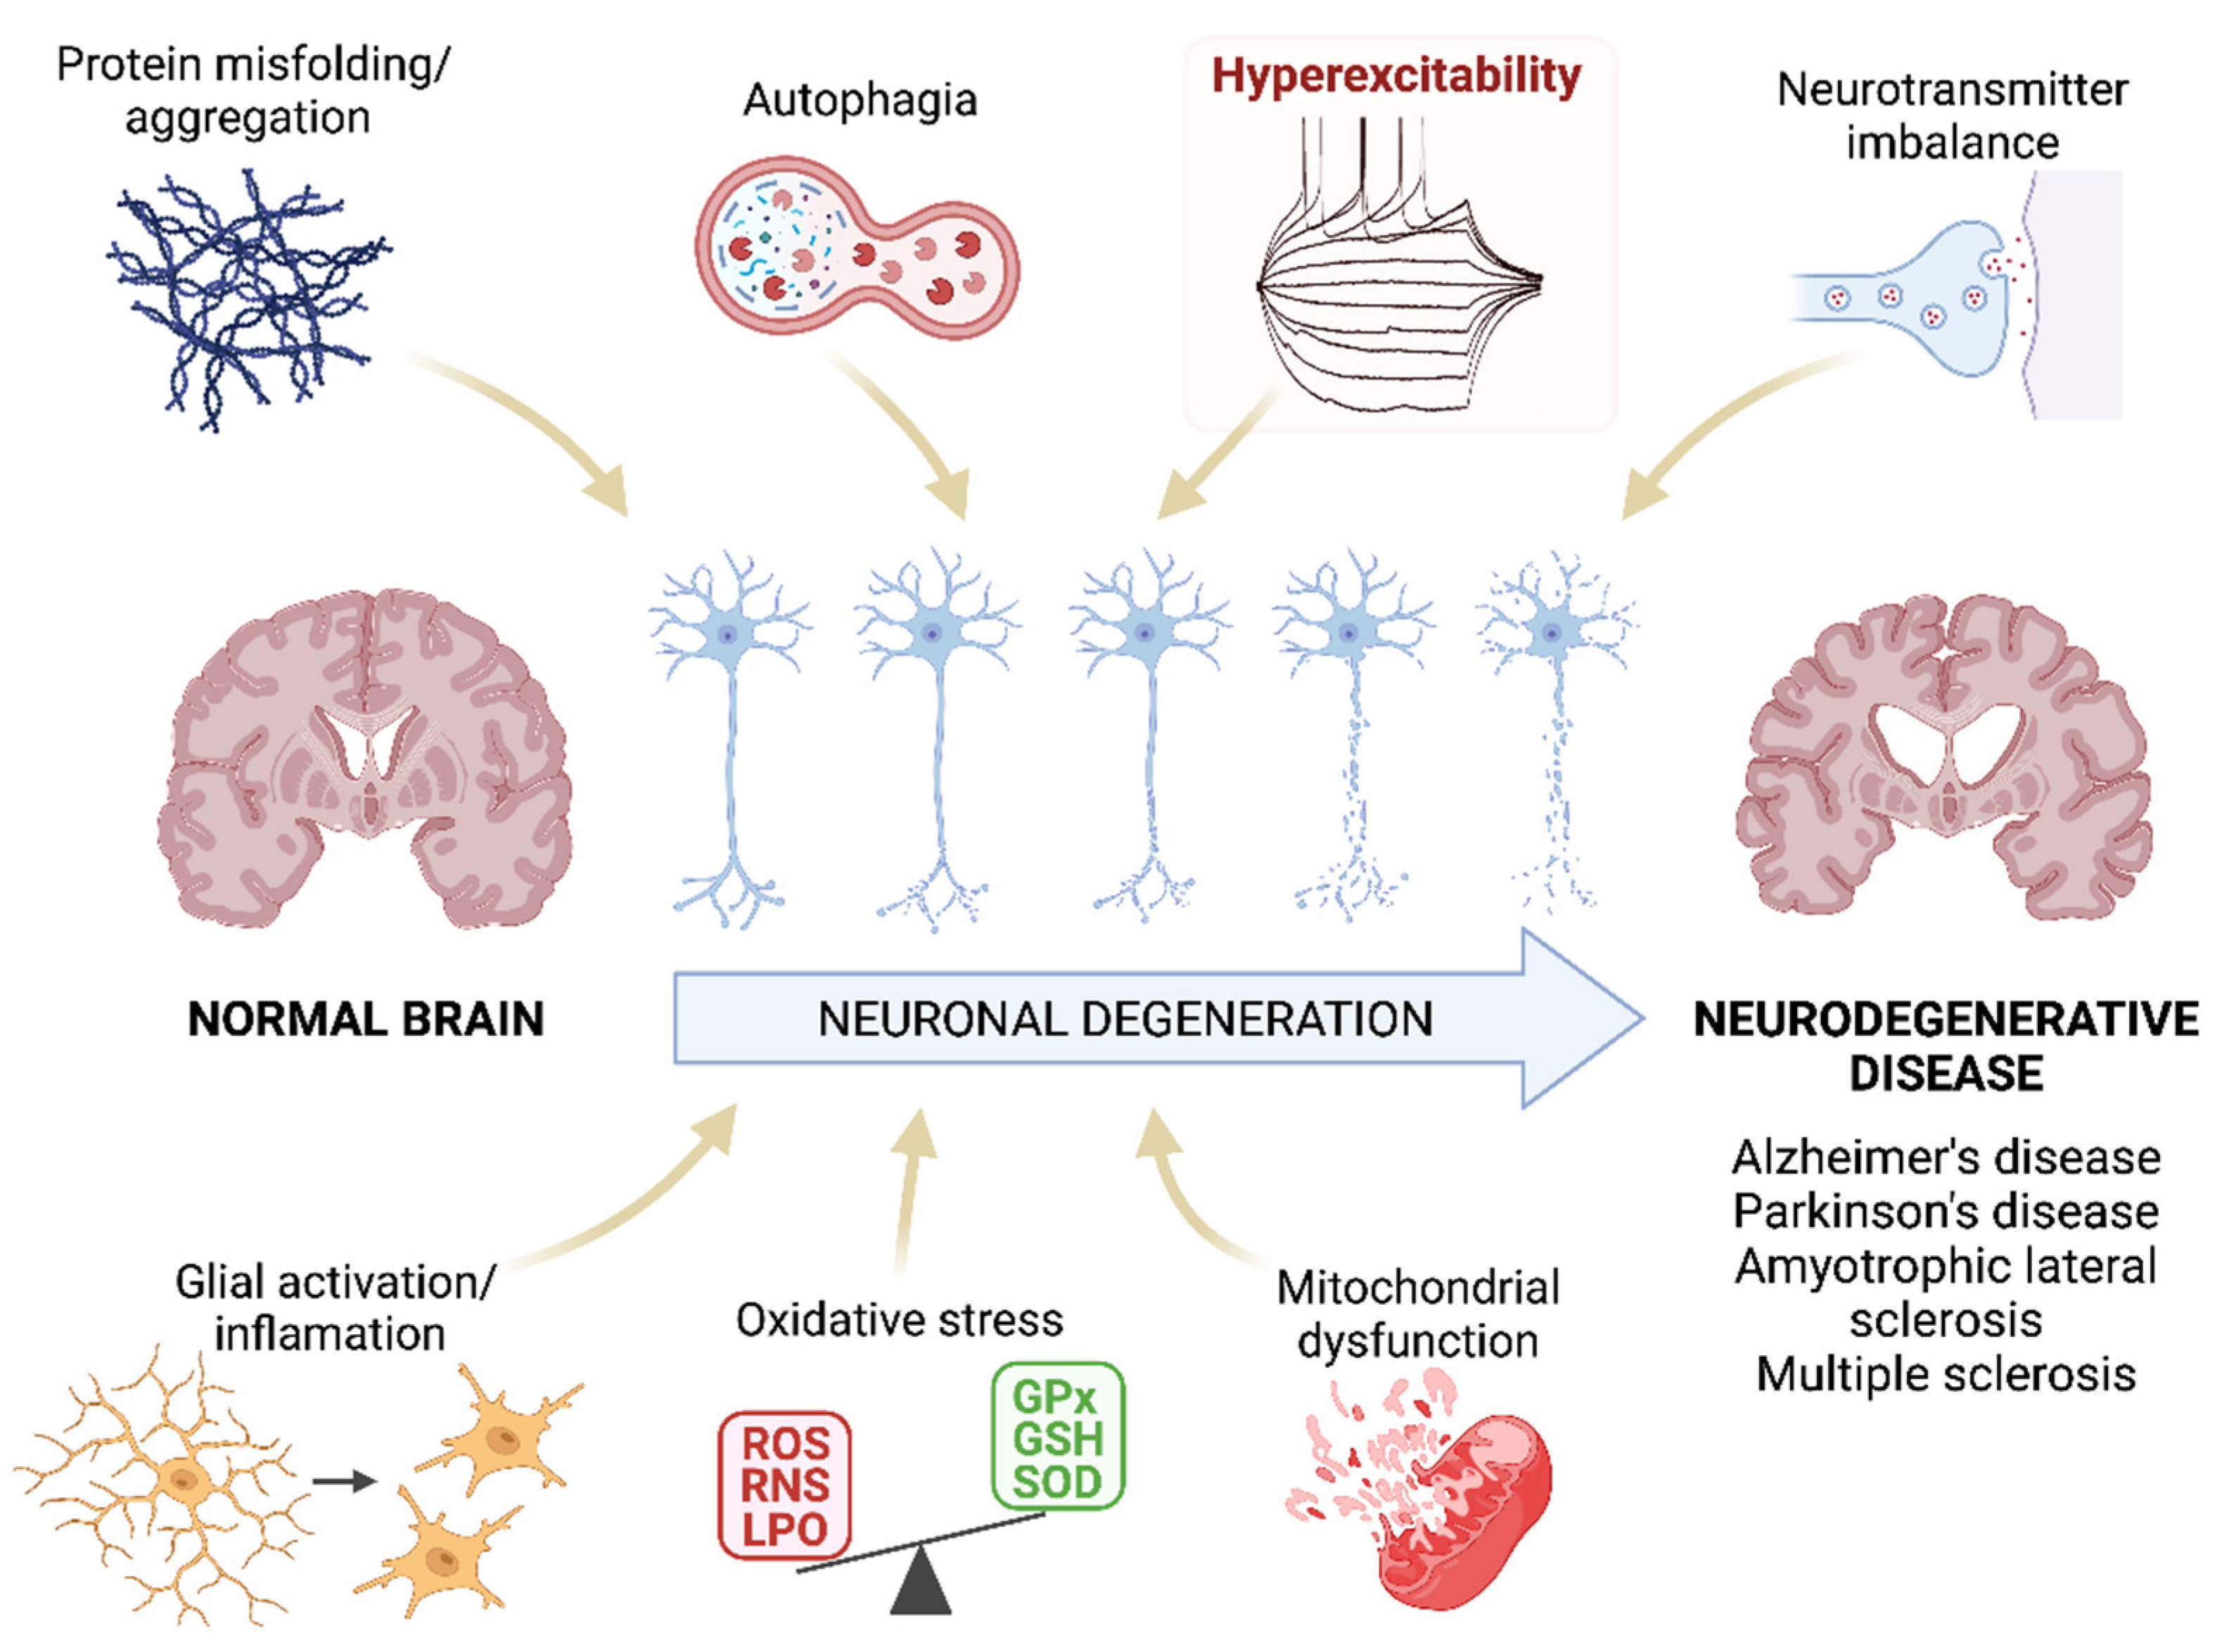 Protein misfolding/
aggregation
Autophagia
Hyperexcitability
Neurotransmitter
imbalance
NORMAL BRAIN
NEURONAL DEGENERATION
NEURODEGENERATIVE
DISEASE
Alzheimer's disease
Parkinson's disease
Amyotrophic lateral
sclerosis
Multiple sclerosis
Glial activation/
inflamation
Oxidative stress
ROS
RNS
LPO
GPx
GSH
SOD
Mitochondrial
dysfunction